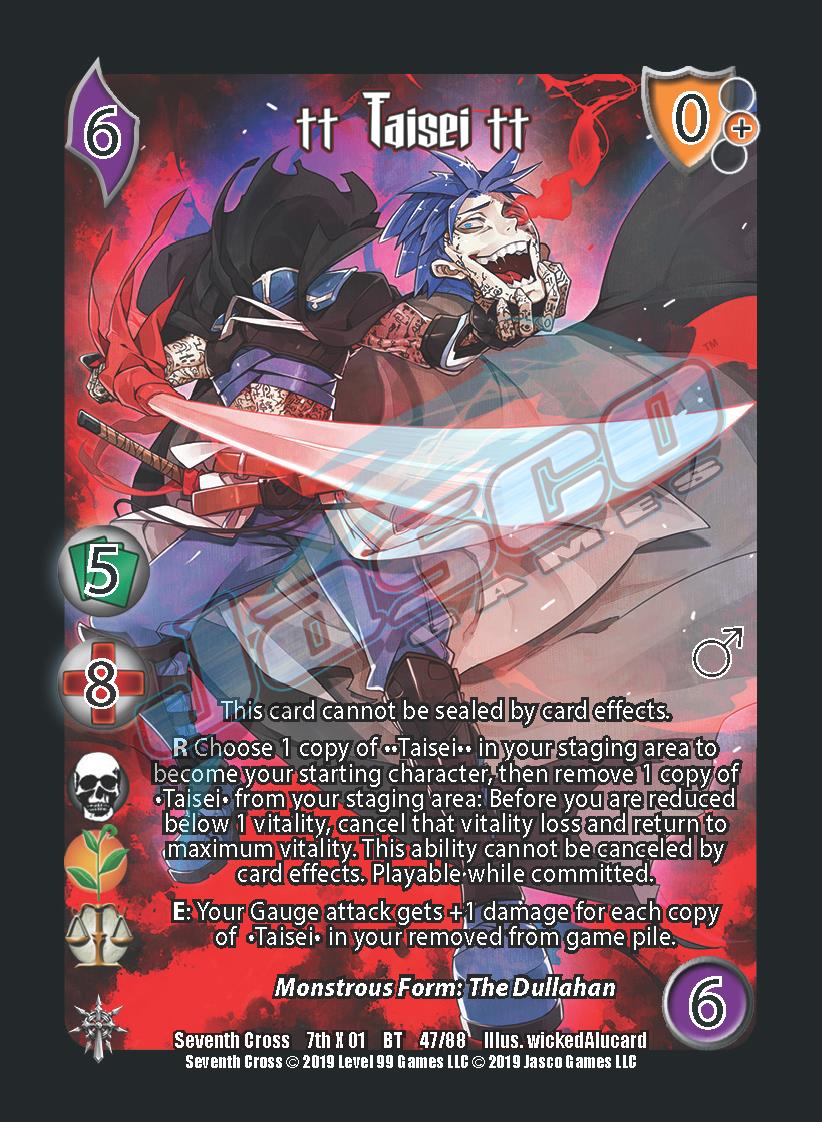 6
†† Taisei ††
0
+
JASCO
GAMES
TM
5
8
This card cannot be sealed by card effects.
R Choose 1 copy of ••Taisei•• in your staging area to
become your starting character, then remove 1 copy of
•Taisei• from your staging area: Before you are reduced
below 1 vitality, cancel that vitality loss and return to
maximum vitality. This ability cannot be canceled by
card effects. Playable while committed.
E: Your Gauge attack gets +1 damage for each copy
of •Taisei• in your removed from game pile.
Monstrous Form: The Dullahan
6
Seventh Cross 7th X 01 BT 47/88 Illus. wickedAlucard
Seventh Cross © 2019 Level 99 Games LLC © 2019 Jasco Games LLC